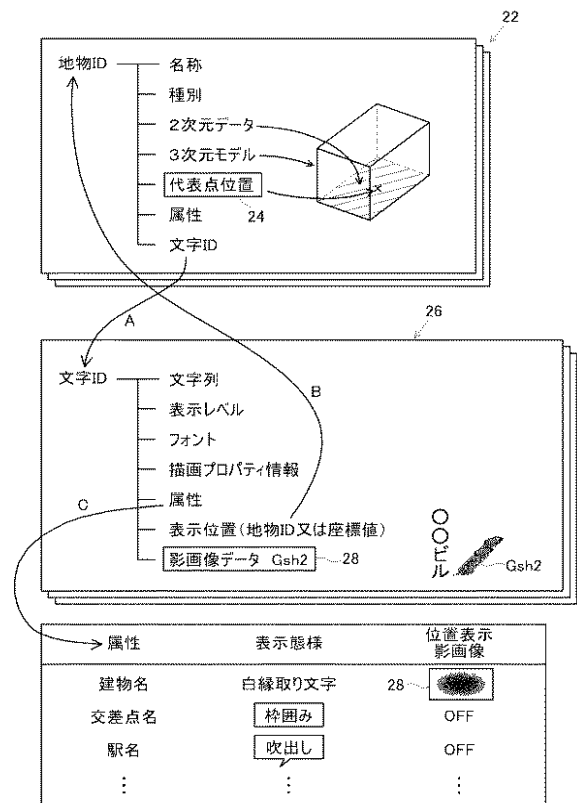 22
地物ID
名称
種別
2次元データ
3次元モデル
代表点位置
24
属性
文字ID
A
26
文字ID
文字列
表示レベル
B
フォント
描画プロパティ情報
C
属性
表示位置(地物ID又は座標値)
影画像データ Gsh2
28
〇〇ビル
Gsh2
属性 表示態様 位置表示
影画像
建物名 白縁取り文字 28
交差点名 枠囲み OFF
駅名 吹出し OFF
⋮ ⋮ ⋮